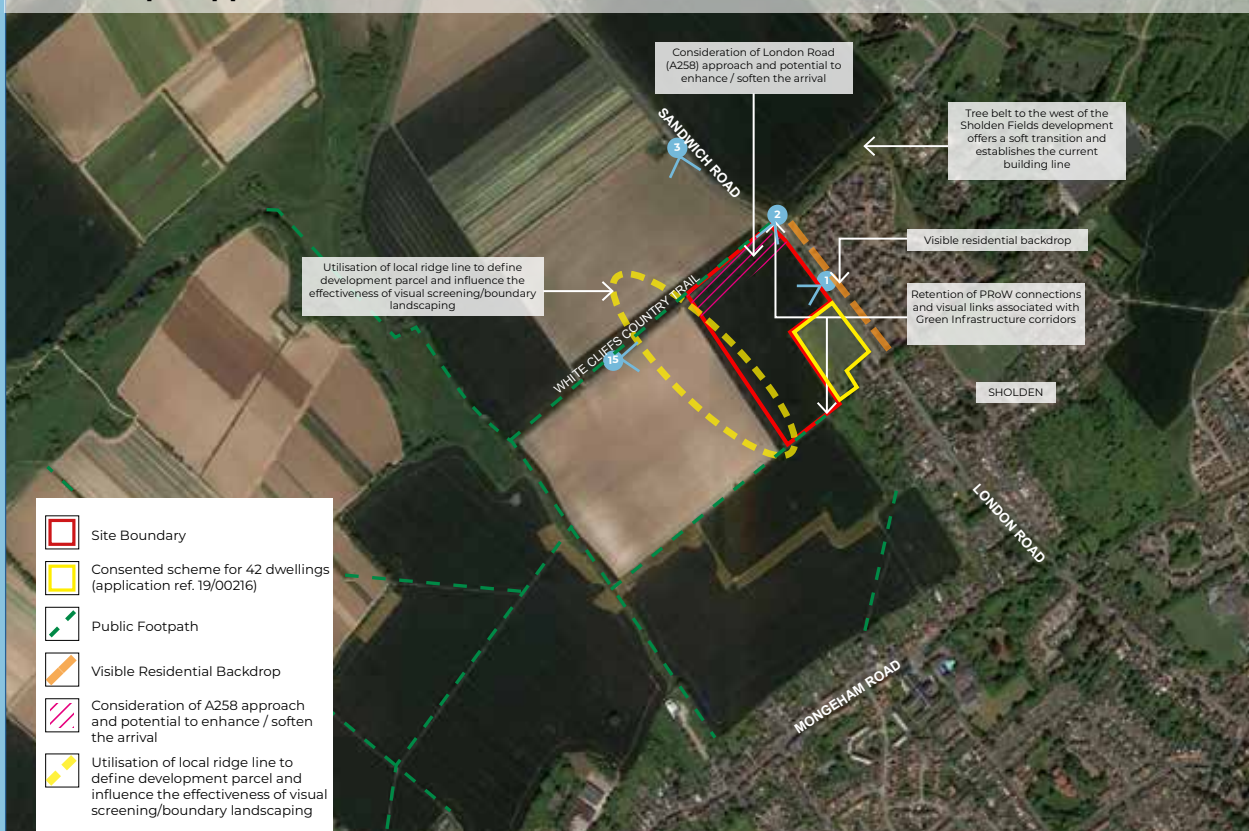 Consideration of London Road
(A258) approach and potential to
enhance / soften the arrival
Tree belt to the west of the
Sholden Fields development
offers a soft transition and
establishes the current
building line
SANDWICH ROAD
3
2
Visible residential backdrop
Utilisation of local ridge line to define
development parcel and influence the
effectiveness of visual screening/boundary
landscaping
1
Retention of PRoW connections
and visual links associated with
Green Infrastructure corridors
WHITE CLIFFS COUNTRY TRAIL
15
SHOLDEN
LONDON ROAD
MONGEHAM ROAD
Site Boundary
Consented scheme for 42 dwellings
(application ref. 19/00216)
Public Footpath
Visible Residential Backdrop
Consideration of A258 approach
and potential to enhance / soften
the arrival
Utilisation of local ridge line to
define development parcel and
influence the effectiveness of visual
screening/boundary landscaping